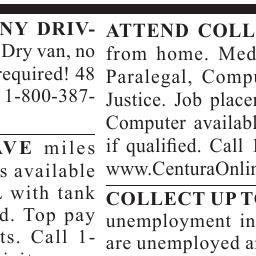 NY DRIV-
Dry van, no
required! 48
1-800-387-
AVE miles
s available
with tank
d. Top pay
ts. Call 1-
ATTEND COLL
from home. Med
Paralegal, Compu
Justice. Job placem
Computer available
if qualified. Call
www.CenturaOnlin
COLLECT UP TO
unemployment in
are unemployed a